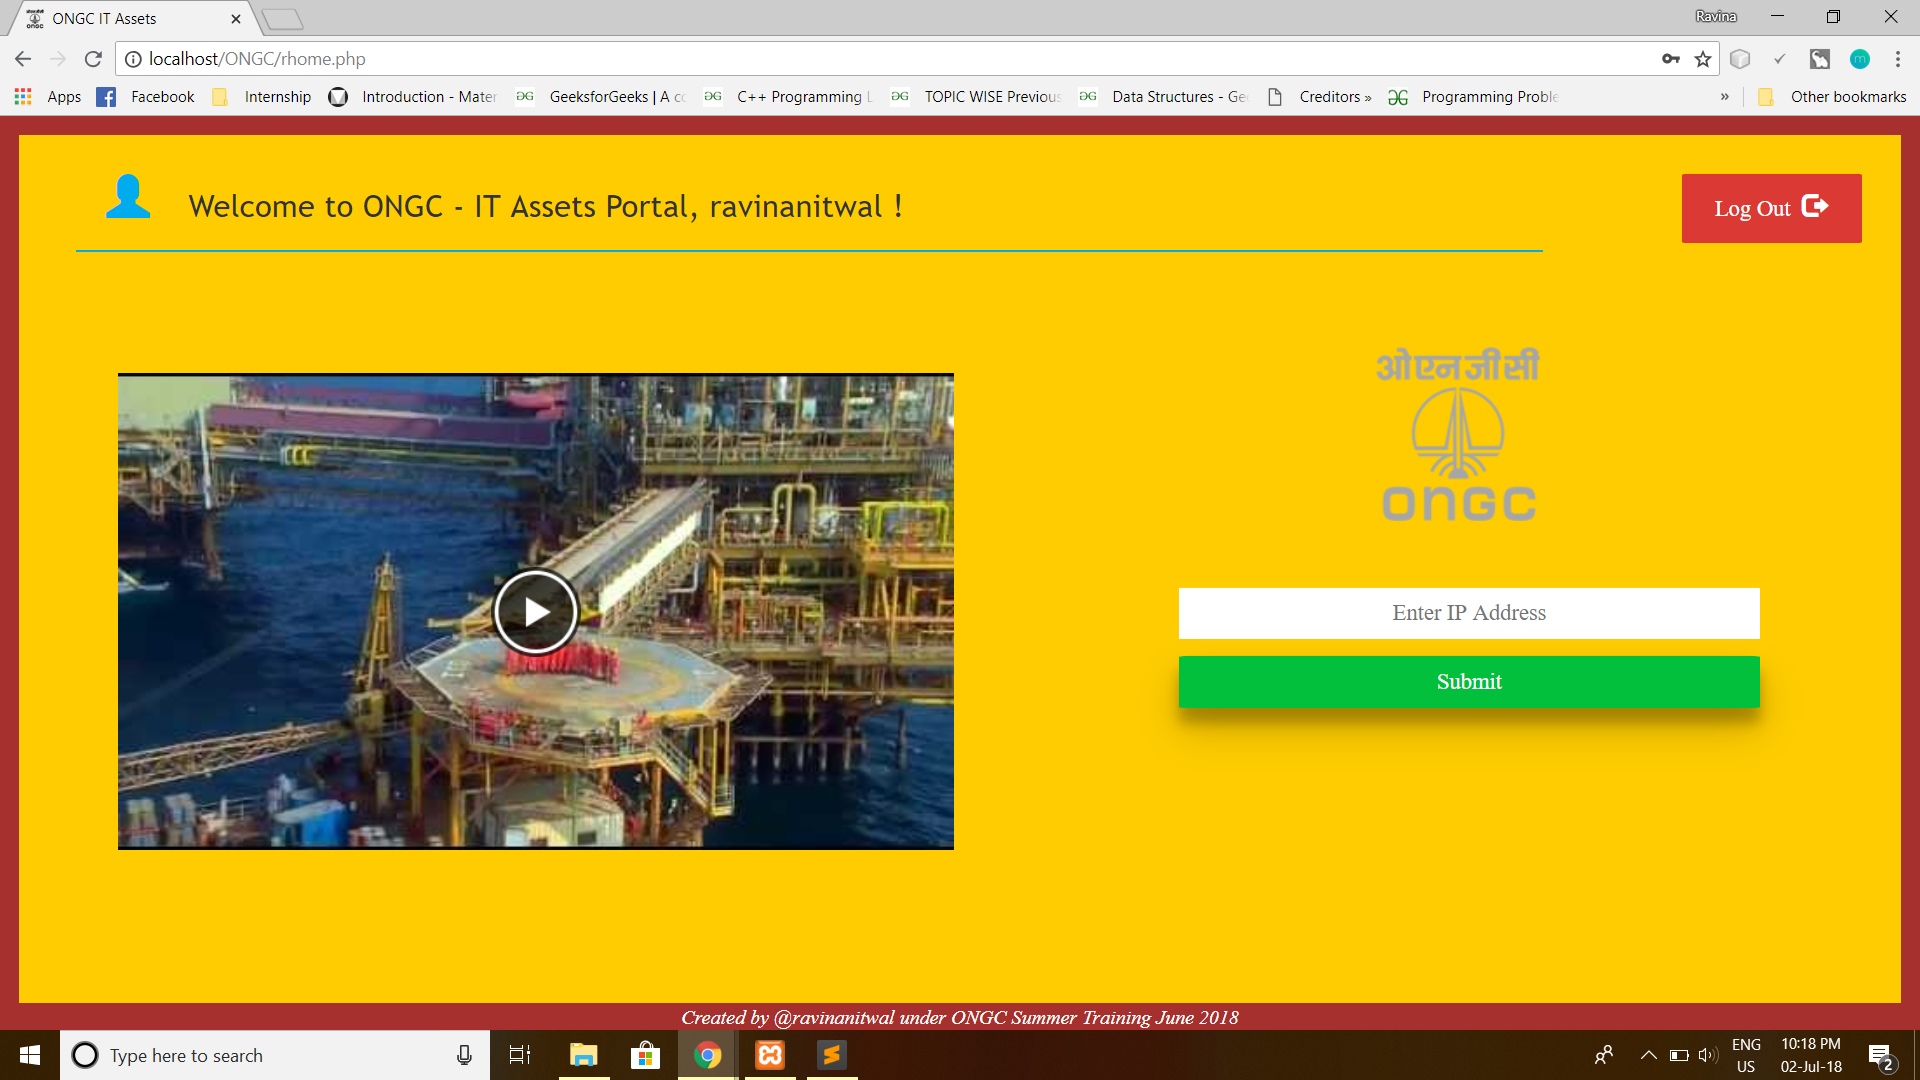 ONGC IT Assets
Ravina
localhost/ONGC/rhome.php
Apps Facebook Internship Introduction - Mater GeeksforGeeks | A co C++ Programming L TOPIC WISE Previous Data Structures - Ge Creditors » Programming Proble » Other bookmarks
Welcome to ONGC - IT Assets Portal, ravinanitwal !
Log Out
ओएनजीसी
ongc
Enter IP Address
Submit
Created by @ravinanitwal under ONGC Summer Training June 2018
Type here to search
ENG
US
10:18 PM
02-Jul-18
2